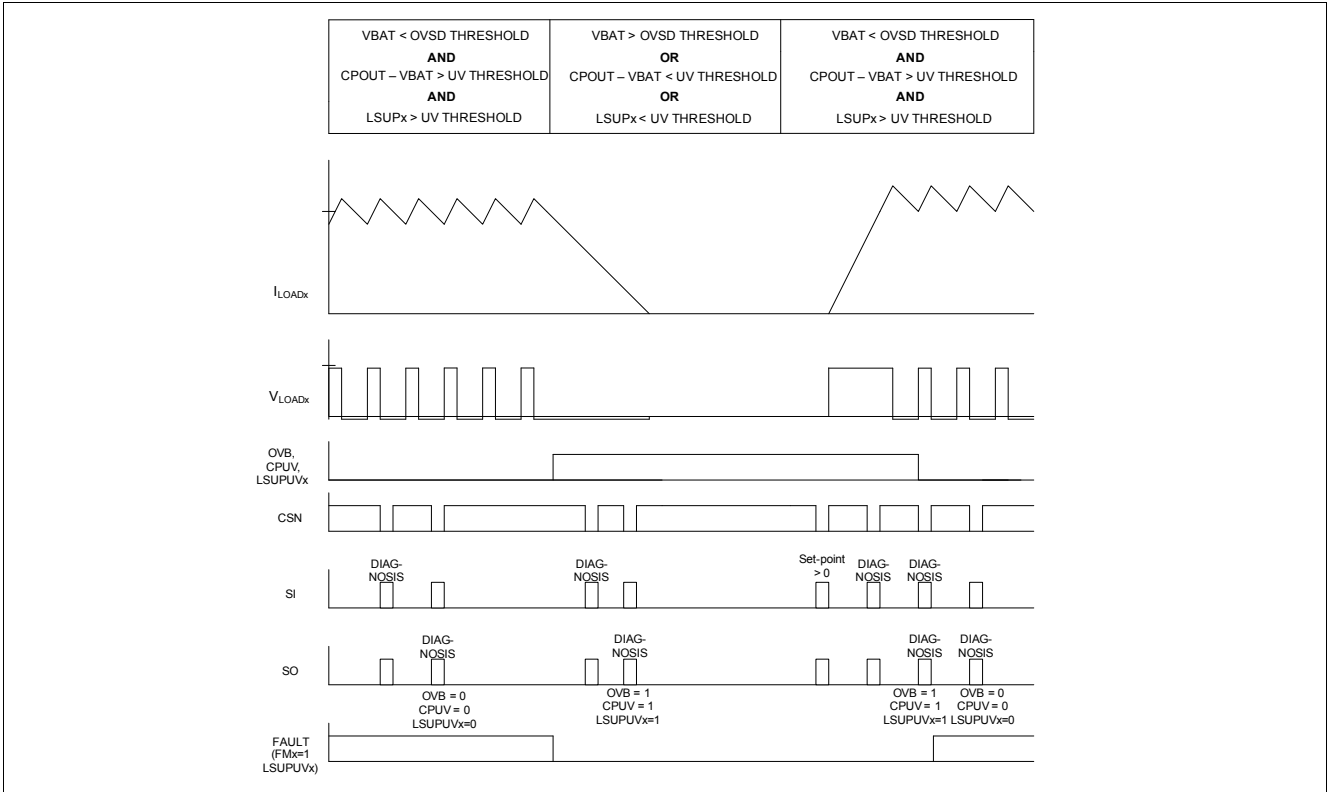 VBAT < OVSD THRESHOLD
AND
CPOUT – VBAT > UV THRESHOLD
AND
LSUPx > UV THRESHOLD
VBAT > OVSD THRESHOLD
OR
CPOUT – VBAT < UV THRESHOLD
OR
LSUPx < UV THRESHOLD
VBAT < OVSD THRESHOLD
AND
CPOUT – VBAT > UV THRESHOLD
AND
LSUPx > UV THRESHOLD
ILOADx
VLOADx
OVB,
CPUV,
LSUPUVx
CSN
SI
DIAG-
NOSIS
DIAG-
NOSIS
Set-point
> 0
DIAG-
NOSIS
DIAG-
NOSIS
SO
DIAG-
NOSIS
OVB = 0
CPUV = 0
LSUPUVx=0
DIAG-
NOSIS
OVB = 1
CPUV = 1
LSUPUVx=1
DIAG-
NOSIS
OVB = 1
CPUV = 1
LSUPUVx=1
DIAG-
NOSIS
OVB = 0
CPUV = 0
LSUPUVx=0
FAULT
(FMx=1
LSUPUVx)